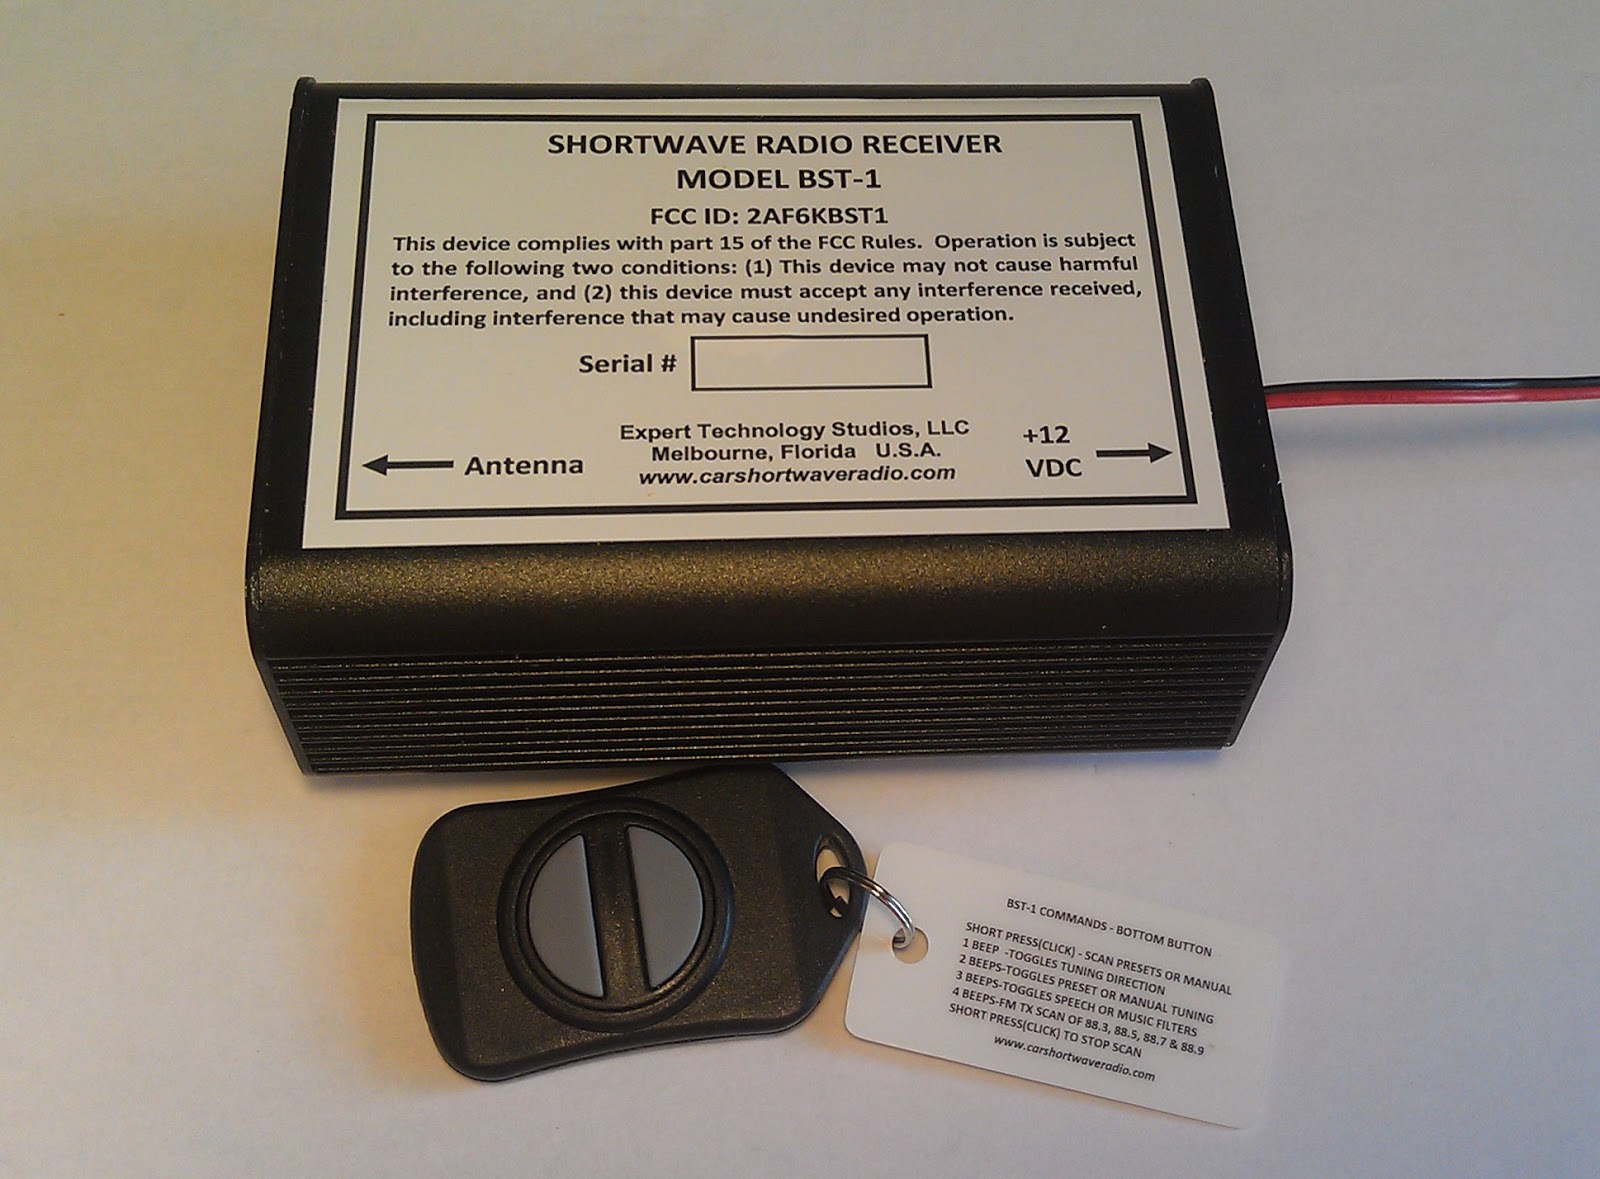 SHORTWAVE RADIO RECEIVER
MODEL BST-1
FCC ID: 2AF6KBST1
This device complies with part 15 of the FCC Rules. Operation is subject
to the following two conditions: (1) This device may not cause harmful
interference, and (2) this device must accept any interference received,
including interference that may cause undesired operation.
Serial #
Expert Technology Studios, LLC
Melbourne, Florida U.S.A.
www.carshortwaveradio.com
Antenna
+12
VDC
BST-1 COMMANDS - BOTTOM BUTTON
SHORT PRESS(CLICK) - SCAN PRESETS OR MANUAL
1 BEEP -TOGGLES TUNING DIRECTION
2 BEEPS-TOGGLES PRESET OR MANUAL TUNING
3 BEEPS-TOGGLES SPEECH OR MUSIC FILTERS
4 BEEPS-FM TX SCAN OF 88.3, 88.5, 88.7 & 88.9
SHORT PRESS(CLICK) TO STOP SCAN
www.carshortwaveradio.com